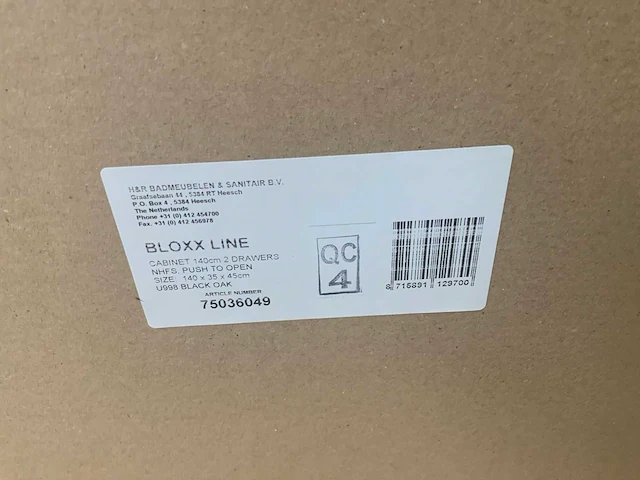 H&R BADMEUBELEN & SANITAIR B.V.
Graafsebaan 44 , 5384 RT Heesch
P.O. Box 4 , 5384 Heesch
The Netherlands
Phone +31 (0) 412 454700
Fax. +31 (0) 412 456978
BLOXX LINE
CABINET 140cm 2 DRAWERS
NHFS. PUSH TO OPEN
SIZE: 140 x 35 x 45cm
U998 BLACK OAK
ARTICLE NUMBER
75036049
QC
4
8 715891 129700